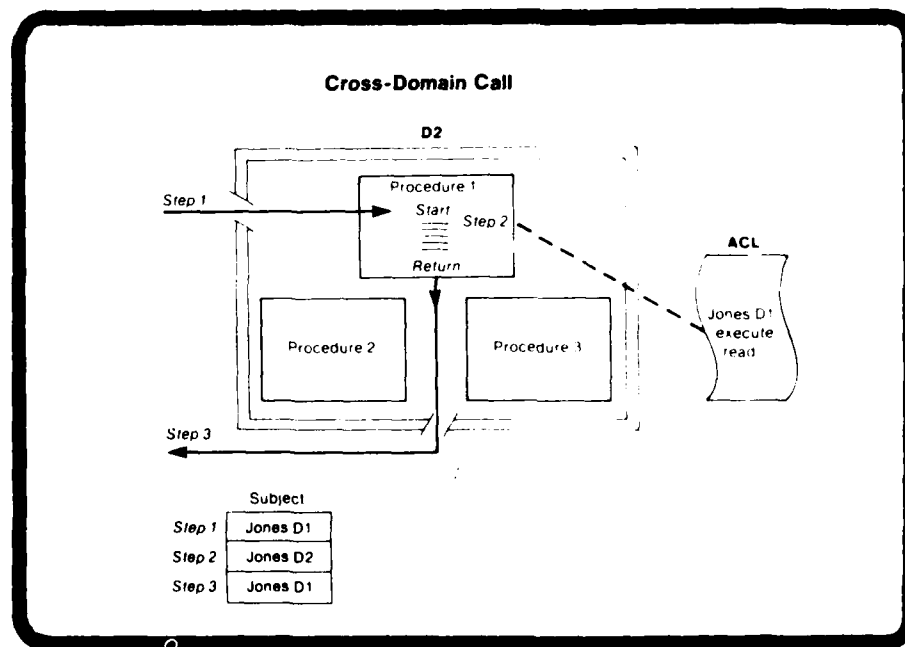 Cross-Domain Call
D2
Procedure 1
Step 1
Start
Step 2
Return
ACL
Jones D1
execute
read
Procedure 2
Procedure 3
Step 3
Subject
Step 1 Jones D1
Step 2 Jones D2
Step 3 Jones D1